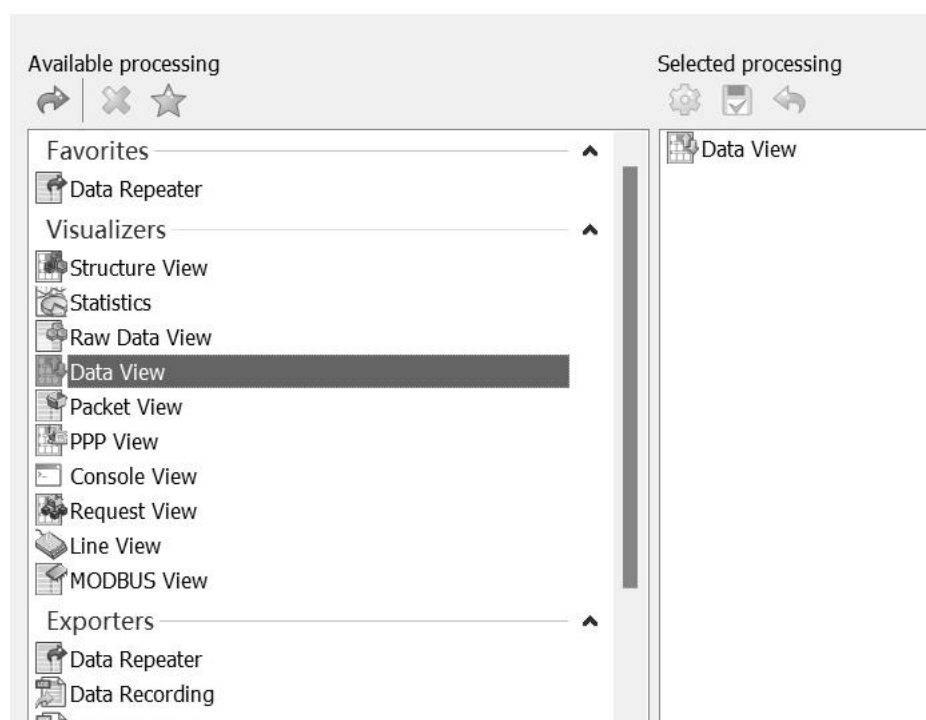 Available processing
Favorites
Data Repeater
Visualizers
Structure View
Statistics
Raw Data View
Data View
Packet View
PPP View
Console View
Request View
Line View
MODBUS View
Exporters
Data Repeater
Data Recording
Selected processing
Data View